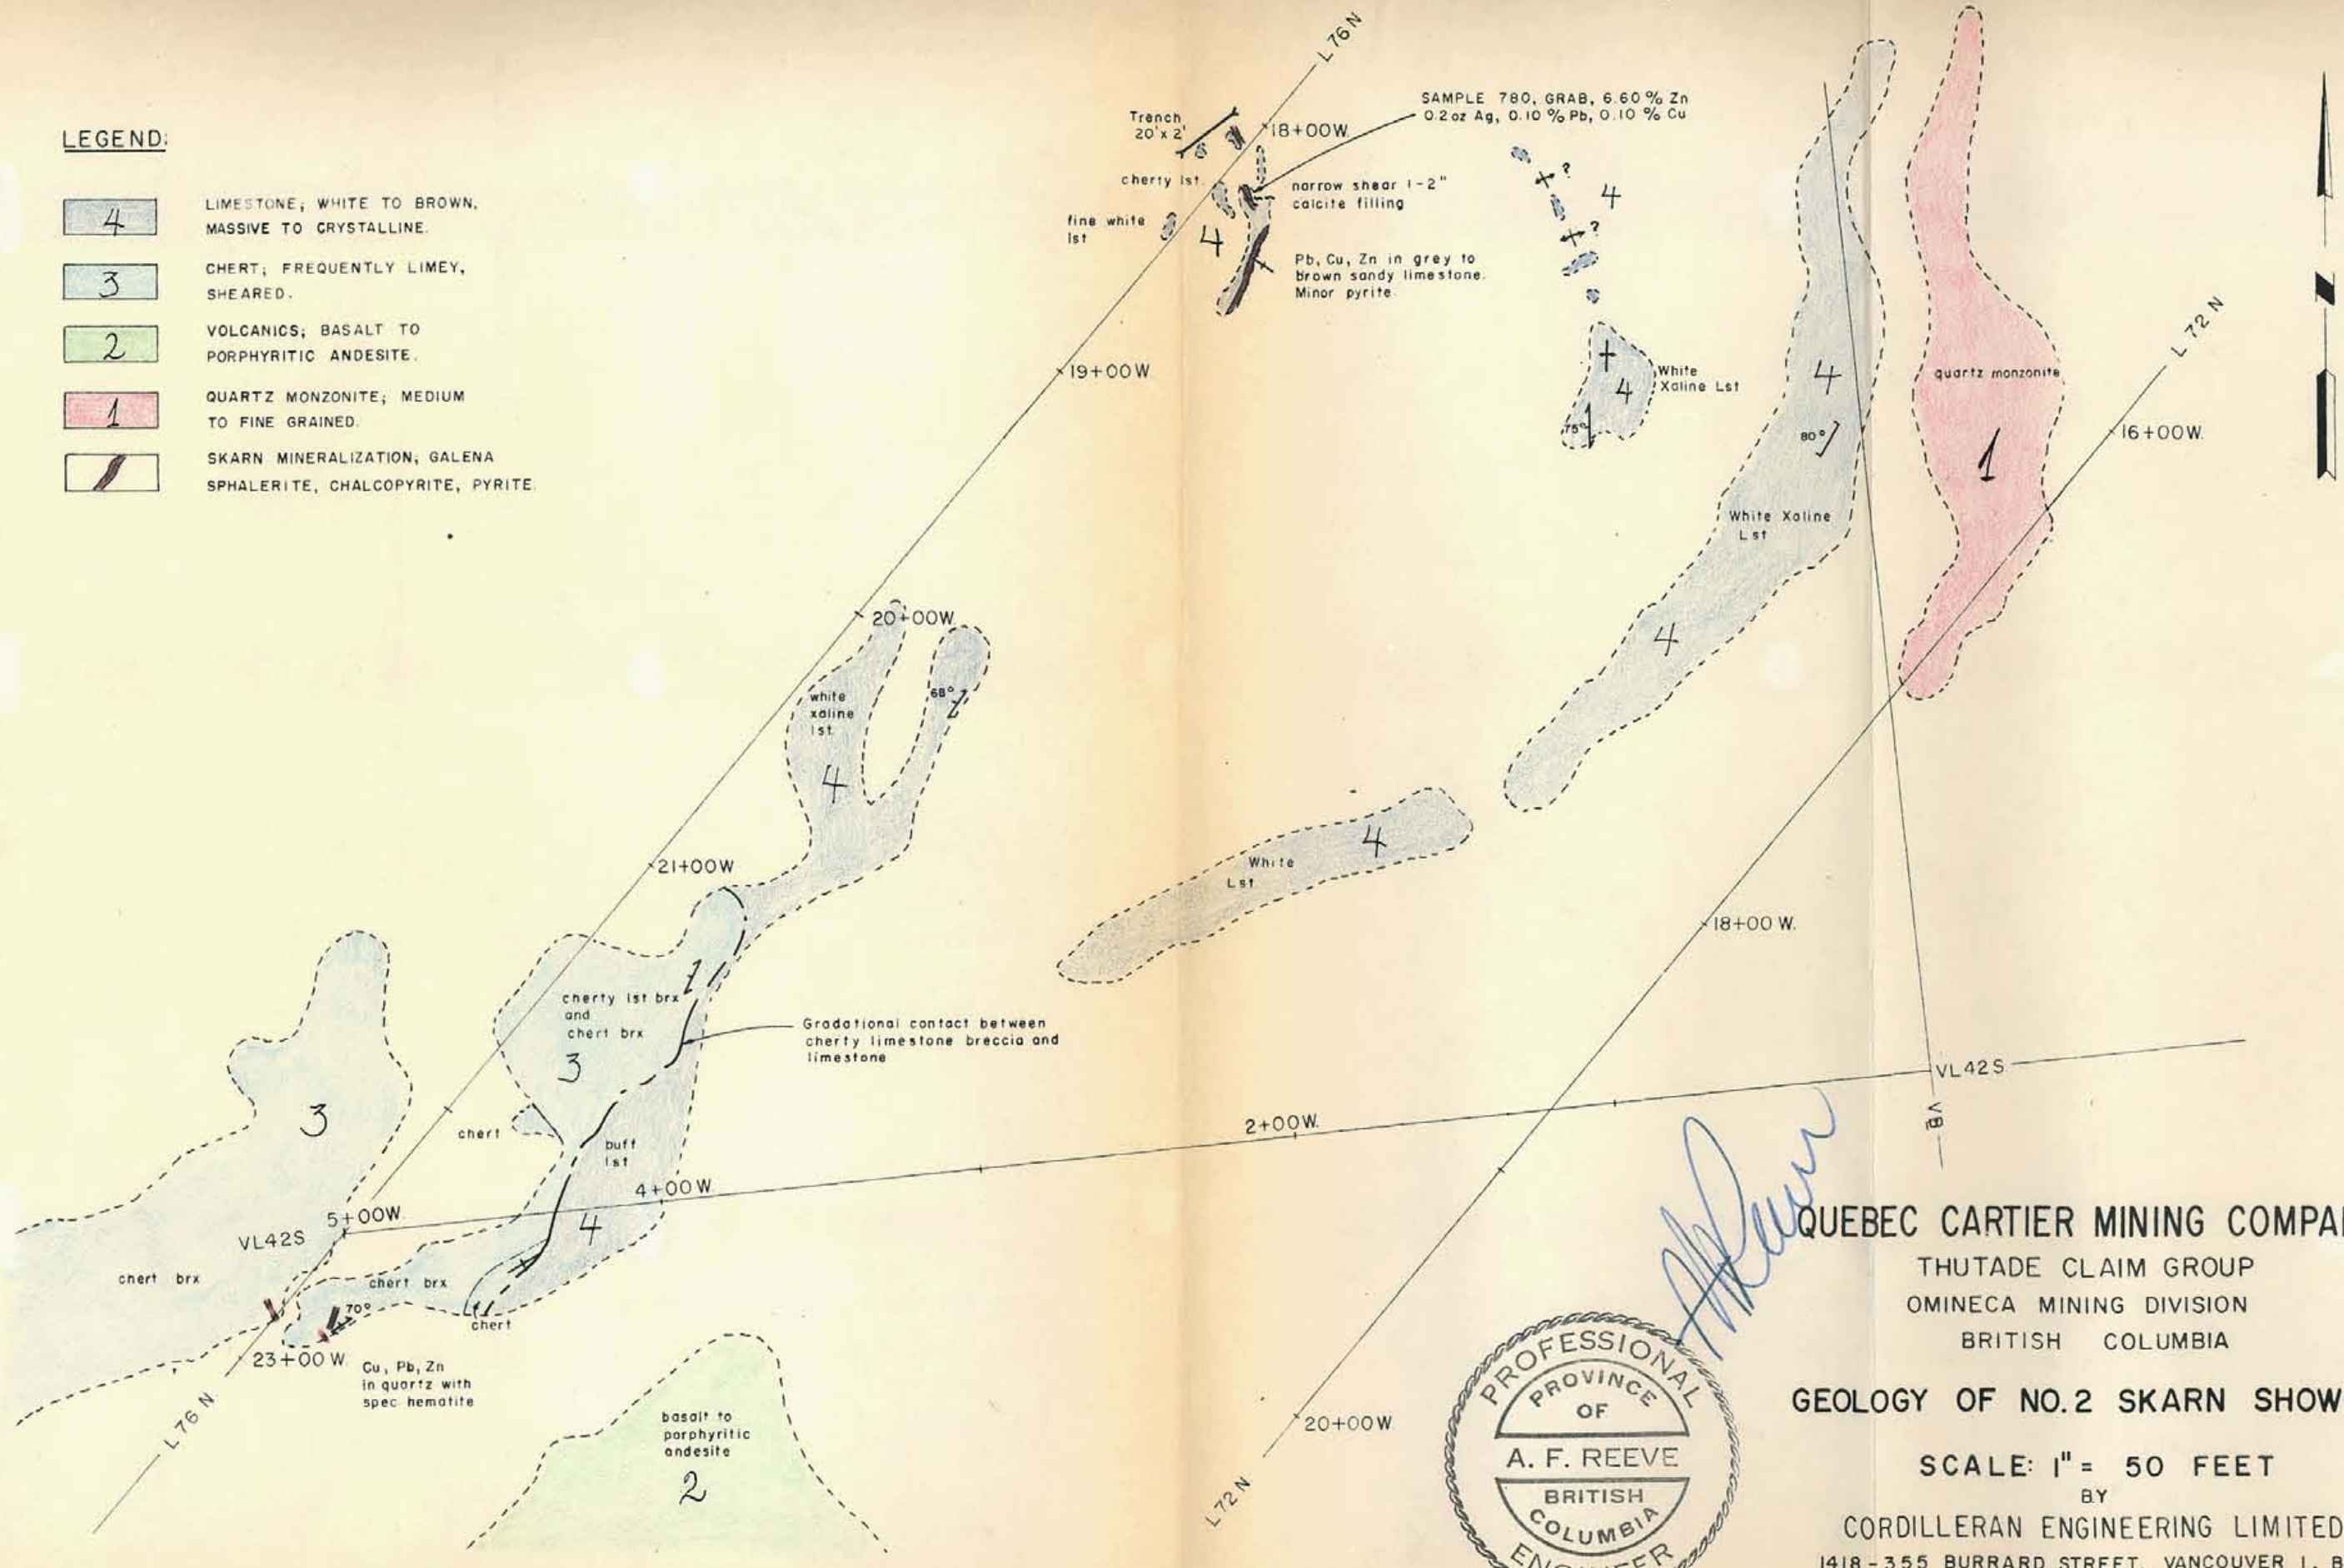 LEGEND:
4
LIMESTONE; WHITE TO BROWN,
MASSIVE TO CRYSTALLINE.
3
CHERT; FREQUENTLY LIMEY,
SHEARED.
2
VOLCANICS; BASALT TO
PORPHYRITIC ANDESITE.
1
QUARTZ MONZONITE; MEDIUM
TO FINE GRAINED.
SKARN MINERALIZATION; GALENA
SPHALERITE, CHALCOPYRITE, PYRITE.
L 76 N
Trench
20' x 2'
18+00W.
SAMPLE 780, GRAB, 6.60 % Zn
0.2 oz Ag, 0.10 % Pb, 0.10 % Cu
cherty lst.
narrow shear 1-2"
calcite filling
fine white
lst
4
Pb, Cu, Zn in grey to
brown sandy limestone.
Minor pyrite.
?
4
?
19+00W
4
White
Xaline Lst
75°
4
80°
White Xaline
Lst
4
quartz monzonite
1
L 72 N
16+00W.
20+00W.
white
xaline
lst.
4
68°
21+00W
White
Lst
4
18+00 W.
cherty lst brx
and
chert brx
3
Gradational contact between
cherty limestone breccia and
limestone
3
chert
buff
lst
4+00W
4
2+00W.
VL42S
VB
5+00W.
VL42S
chert brx
chert brx
70°
chert
23+00 W.
Cu, Pb, Zn
in quartz with
spec hematite
L 76 N
basalt to
porphyritic
andesite
2
20+00W
L 72 N
QUEBEC CARTIER MINING COMPA
THUTADE CLAIM GROUP
OMINECA MINING DIVISION
BRITISH COLUMBIA
GEOLOGY OF NO. 2 SKARN SHOW
SCALE: 1" = 50 FEET
BY
CORDILLERAN ENGINEERING LIMITED
1418 - 355 BURRARD STREET, VANCOUVER 1,
PROFESSIONAL
PROVINCE
OF
A. F. REEVE
BRITISH
COLUMBIA
ENGINEER